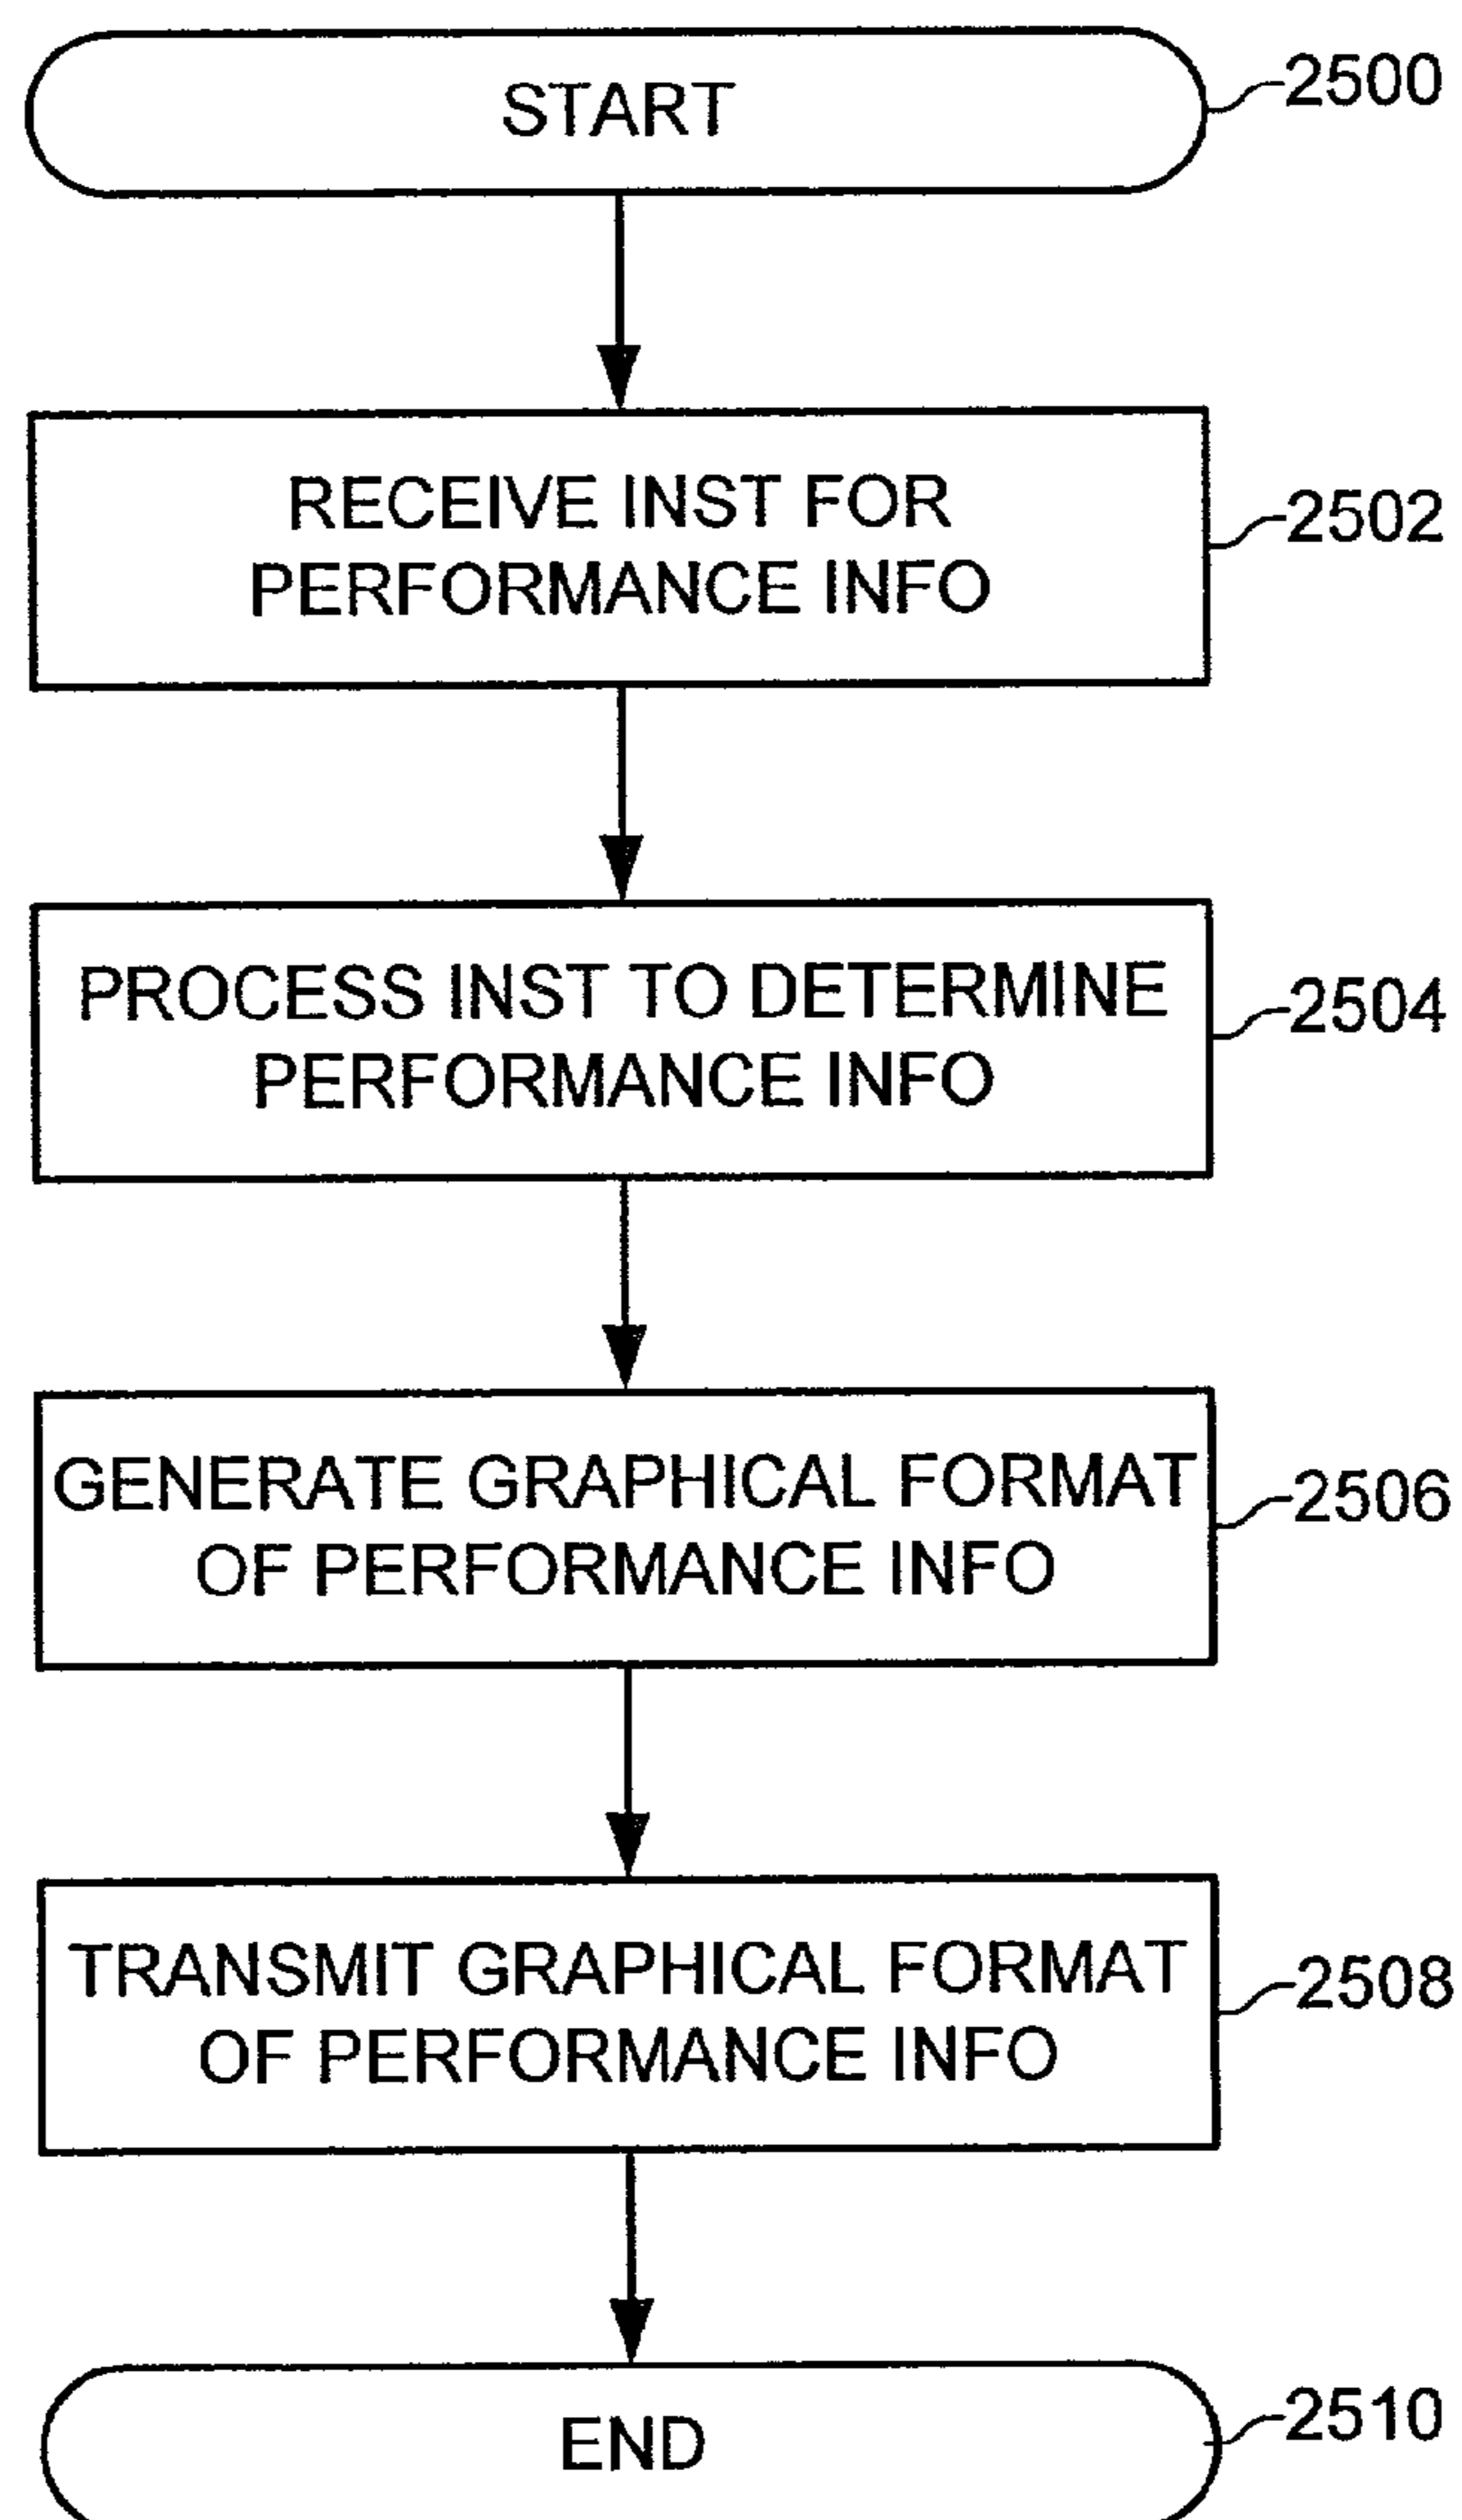 START
2500
RECEIVE INST FOR
PERFORMANCE INFO
2502
PROCESS INST TO DETERMINE
PERFORMANCE INFO
2504
GENERATE GRAPHICAL FORMAT
OF PERFORMANCE INFO
2506
TRANSMIT GRAPHICAL FORMAT
OF PERFORMANCE INFO
2508
END
2510